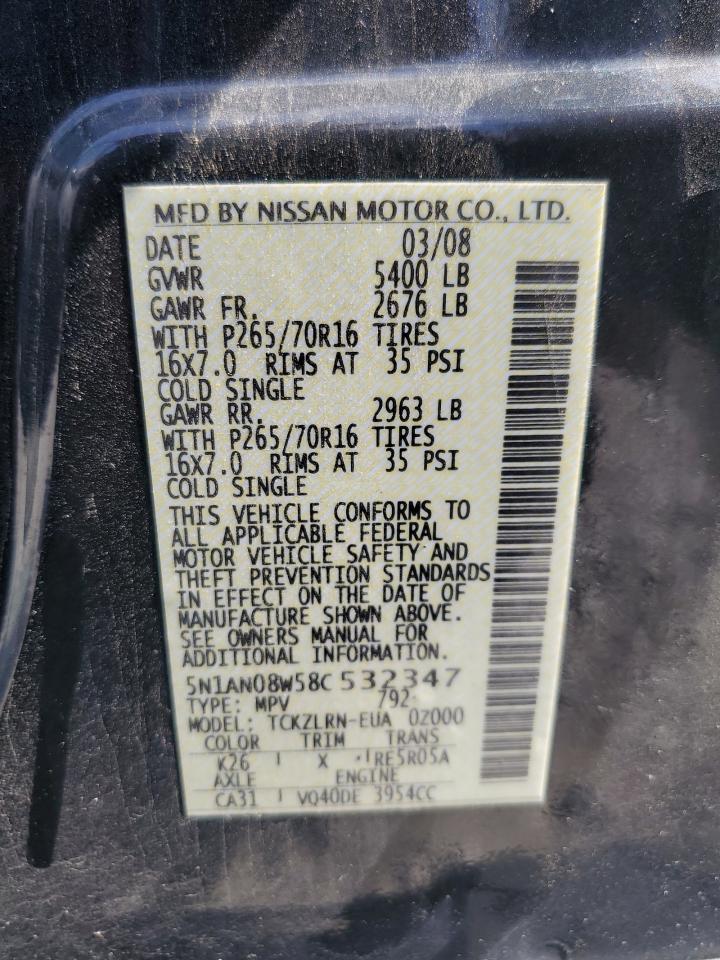 MFD BY NISSAN MOTOR CO., LTD.
DATE 03/08
GVWR 5400 LB
GAWR FR. 2676 LB
WITH P265/70R16 TIRES
16X7.0 RIMS AT 35 PSI
COLD SINGLE
GAWR RR. 2963 LB
WITH P265/70R16 TIRES
16X7.0 RIMS AT 35 PSI
COLD SINGLE
THIS VEHICLE CONFORMS TO
ALL APPLICABLE FEDERAL
MOTOR VEHICLE SAFETY AND
THEFT PREVENTION STANDARDS
IN EFFECT ON THE DATE OF
MANUFACTURE SHOWN ABOVE.
SEE OWNERS MANUAL FOR
ADDITIONAL INFORMATION
5N1AN08W58C532347
TYPE: MPV 792
MODEL: TCKZLRN-EUA 02000
COLOR TRIM TRANS
K26 X RE5R05A
AXLE ENGINE
CA31 VQ40DE 3954CC